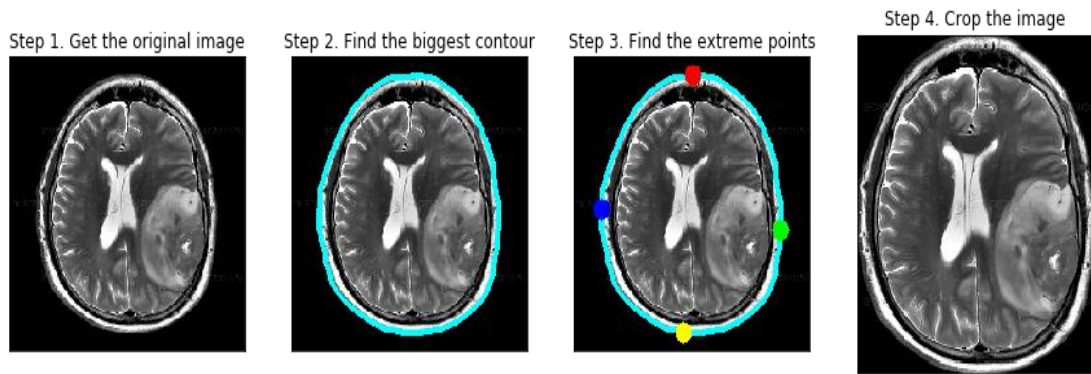 Step 1. Get the original image
Step 2. Find the biggest contour
Step 3. Find the extreme points
Step 4. Crop the image